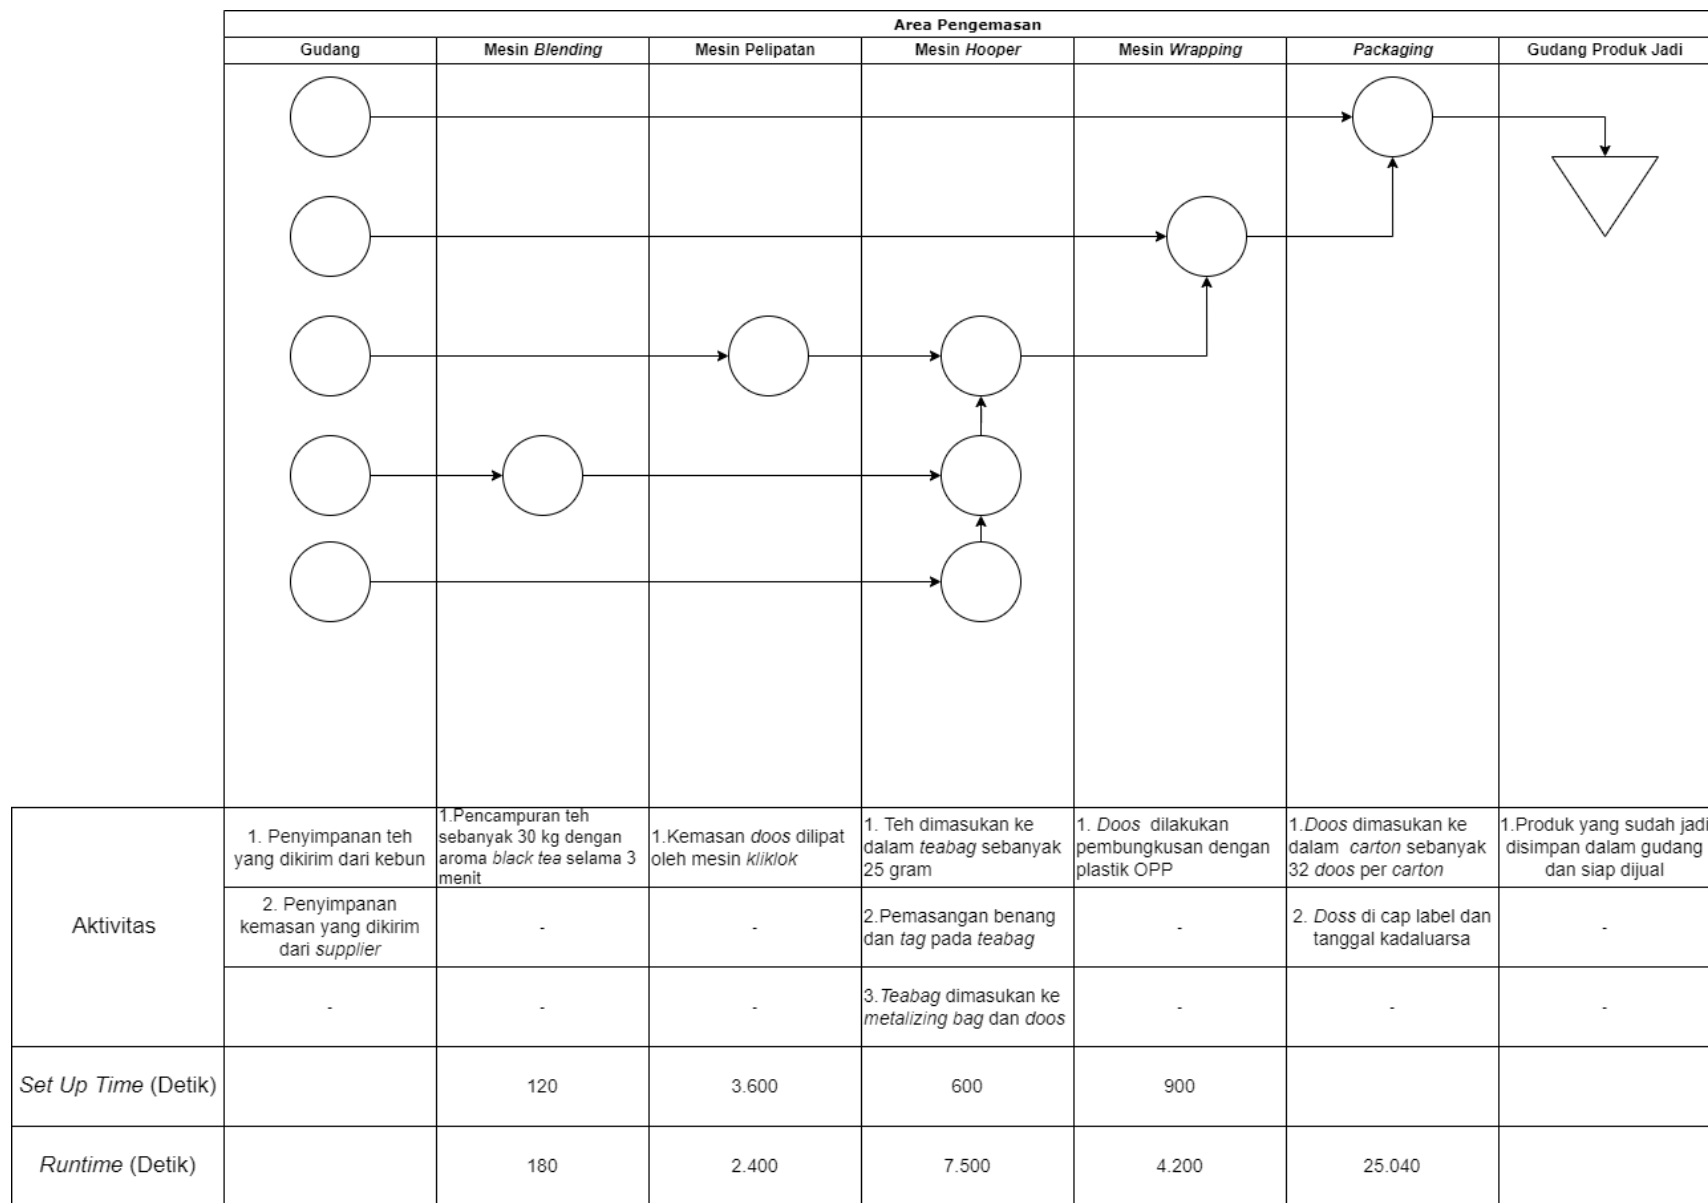 Area Pengemasan
Gudang
Mesin Blending
Mesin Pelipatan
Mesin Hooper
Mesin Wrapping
Packaging
Gudang Produk Jadi
Aktivitas
1. Penyimpanan teh
yang dikirim dari kebun
1.Pencampuran teh
sebanyak 30 kg dengan
aroma black tea selama 3
menit
1.Kemasan doos dilipat
oleh mesin kliklok
1. Teh dimasukan ke
dalam teabag sebanyak
25 gram
1. Doos dilakukan
pembungkusan dengan
plastik OPP
1.Doos dimasukan ke
dalam carton sebanyak
32 doos per carton
1.Produk yang sudah jadi
disimpan dalam gudang
dan siap dijual
2. Penyimpanan
kemasan yang dikirim
dari supplier
-
-
2.Pemasangan benang
dan tag pada teabag
-
2. Doss di cap label dan
tanggal kadaluarsa
-
-
-
-
3.Teabag dimasukan ke
metalizing bag dan doos
-
-
-
Set Up Time (Detik)
120
3.600
600
900
Runtime (Detik)
180
2.400
7.500
4.200
25.040